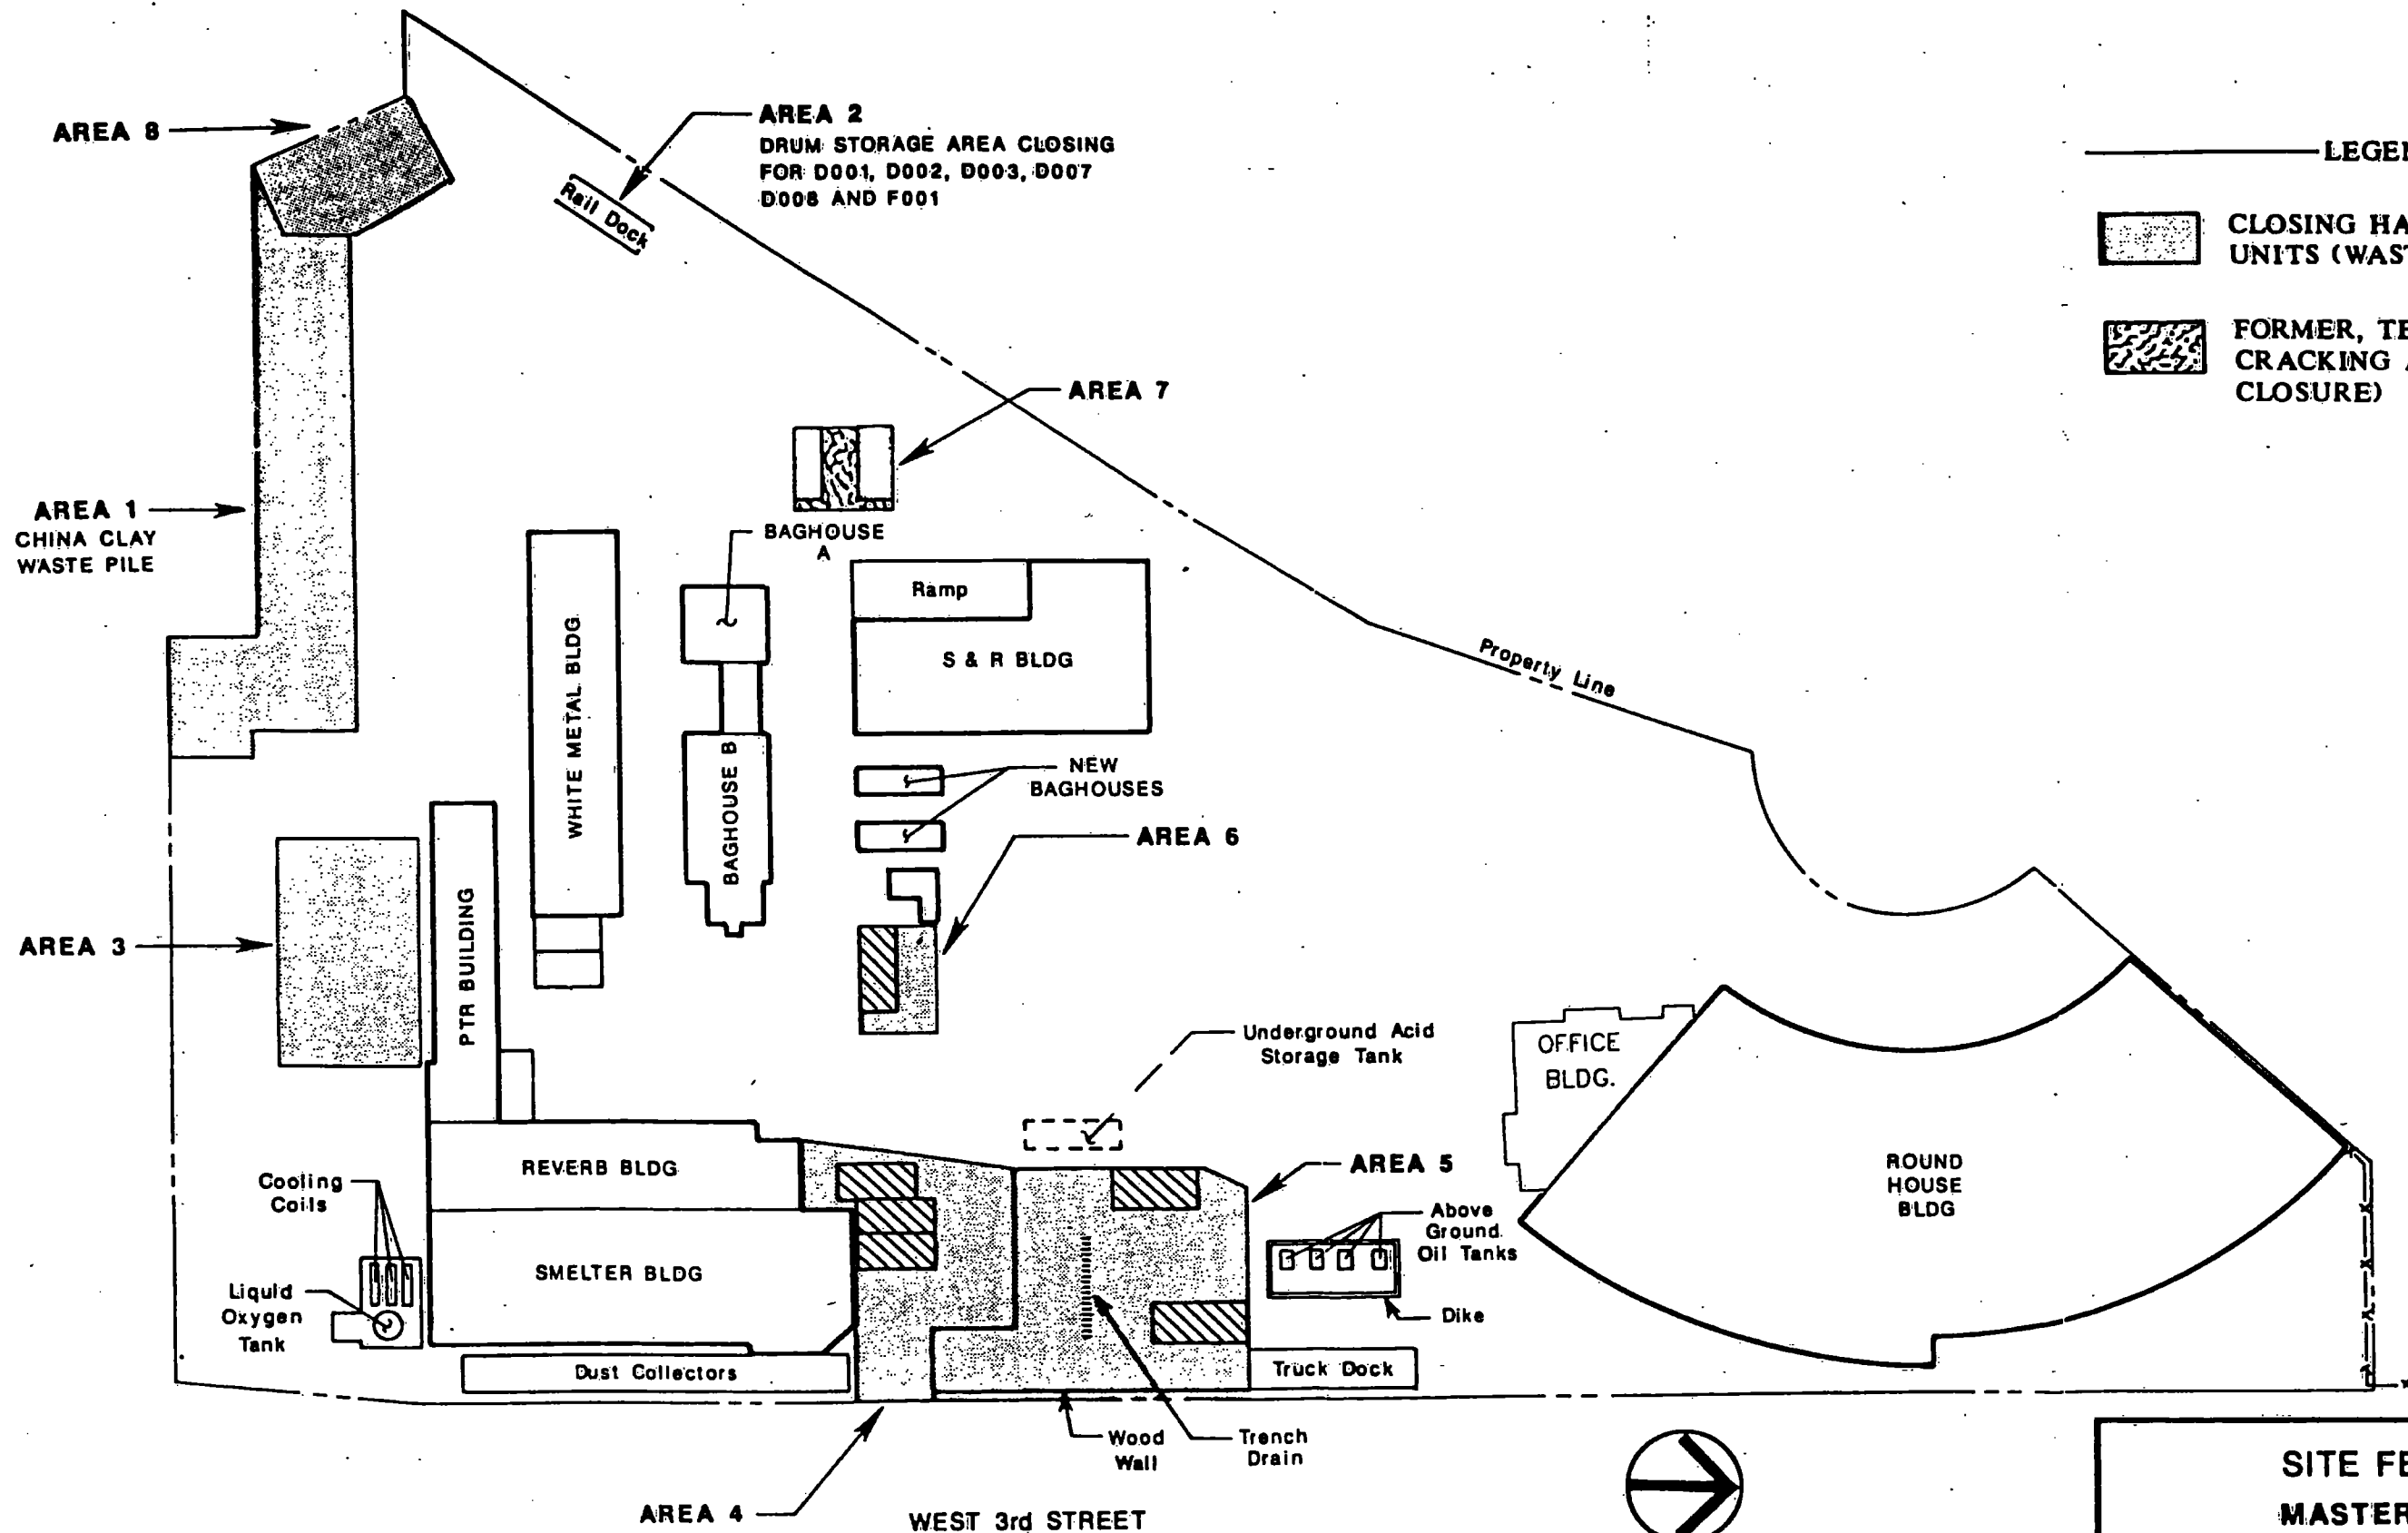 AREA 8
AREA 2
DRUM STORAGE AREA CLOSING
FOR D001, D002, D003, D007
D008 AND F001
Rail Dock
LEGEN
CLOSING HA
UNITS (WAST
FORMER, TE
CRACKING A
CLOSURE)
AREA 7
AREA 1
CHINA CLAY
WASTE PILE
BAGHOUSE
A
Ramp
S & R BLDG
WHITE METAL BLDG
BAGHOUSE B
NEW
BAGHOUSES
AREA 6
Property Line
AREA 3
PTR BUILDING
Underground Acid
Storage Tank
OFFICE
BLDG.
REVERB BLDG
AREA 5
ROUND
HOUSE
BLDG
Cooling
Coils
Above
Ground
Oil Tanks
SMELTER BLDG
Liquid
Oxygen
Tank
Dike
Dust Collectors
Truck Dock
Wood
Wall
Trench
Drain
AREA 4
WEST 3rd STREET
SITE FE
MASTER